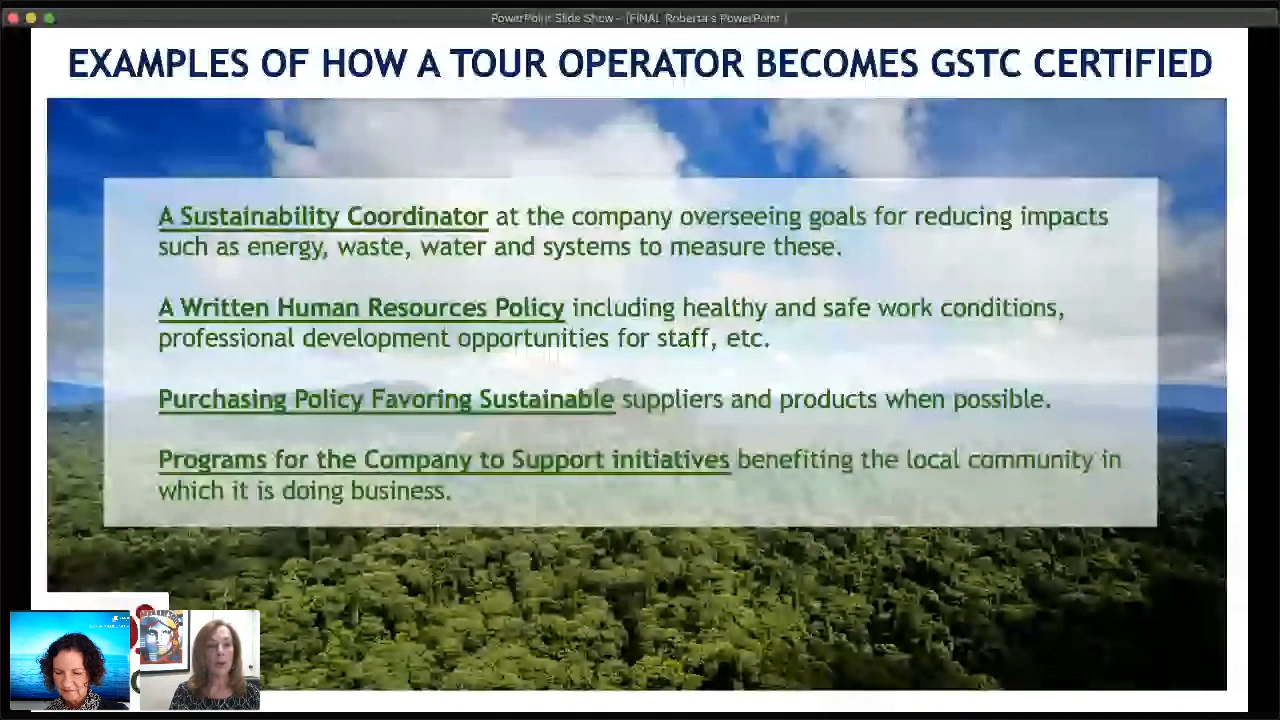 PowerPoint Slide Show - [FINAL Roberta's PowerPoint ]
EXAMPLES OF HOW A TOUR OPERATOR BECOMES GSTC CERTIFIED
A Sustainability Coordinator at the company overseeing goals for reducing impacts
such as energy, waste, water and systems to measure these.
A Written Human Resources Policy including healthy and safe work conditions,
professional development opportunities for staff, etc.
Purchasing Policy Favoring Sustainable suppliers and products when possible.
Programs for the Company to Support initiatives benefiting the local community in
which it is doing business.